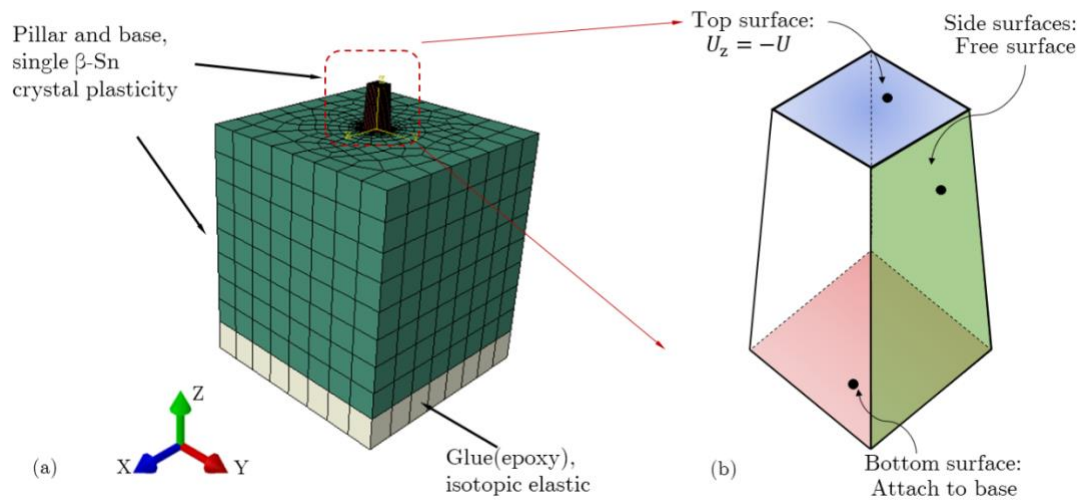 Pillar and base,
single β-Sn
crystal plasticity
Glue(epoxy),
isotopic elastic
Z
X
Y
(a)
Top surface:
U_z = −U
Side surfaces:
Free surface
Bottom surface:
Attach to base
(b)